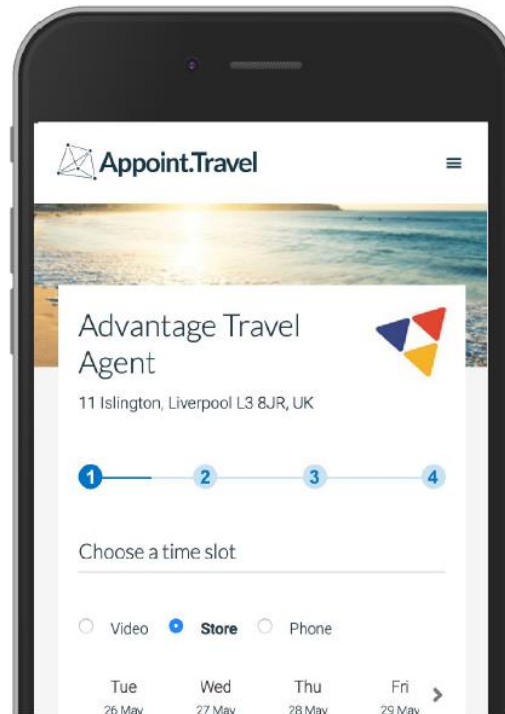 Appoint.Travel
Advantage Travel
Agent
11 Islington, Liverpool L3 8JR, UK
1 2 3 4
Choose a time slot
Video Store Phone
Tue Wed Thu Fri
26 May 27 May 28 May 29 May